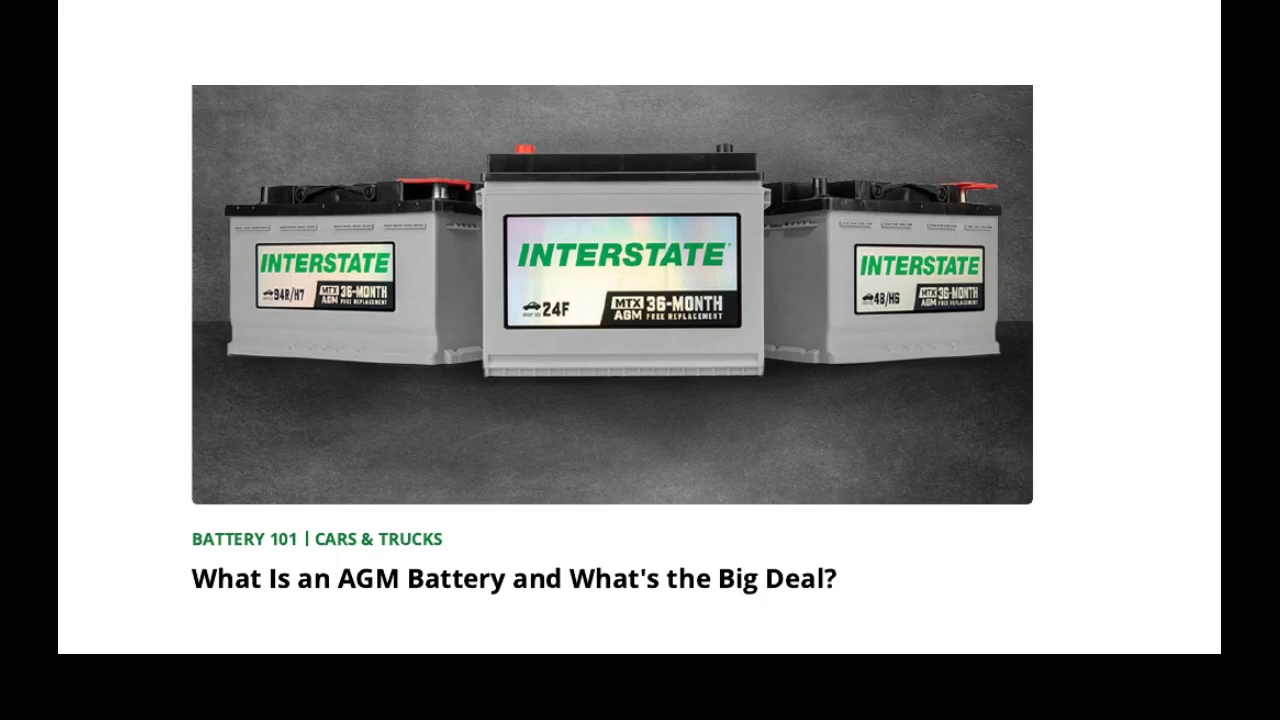 INTERSTATE
94R/H7
MTX AGM 36-MONTH FREE REPLACEMENT
INTERSTATE
24F
MTX AGM 36-MONTH FREE REPLACEMENT
INTERSTATE
48/H6
MTX AGM 36-MONTH FREE REPLACEMENT
BATTERY 101 | CARS & TRUCKS
What Is an AGM Battery and What's the Big Deal?